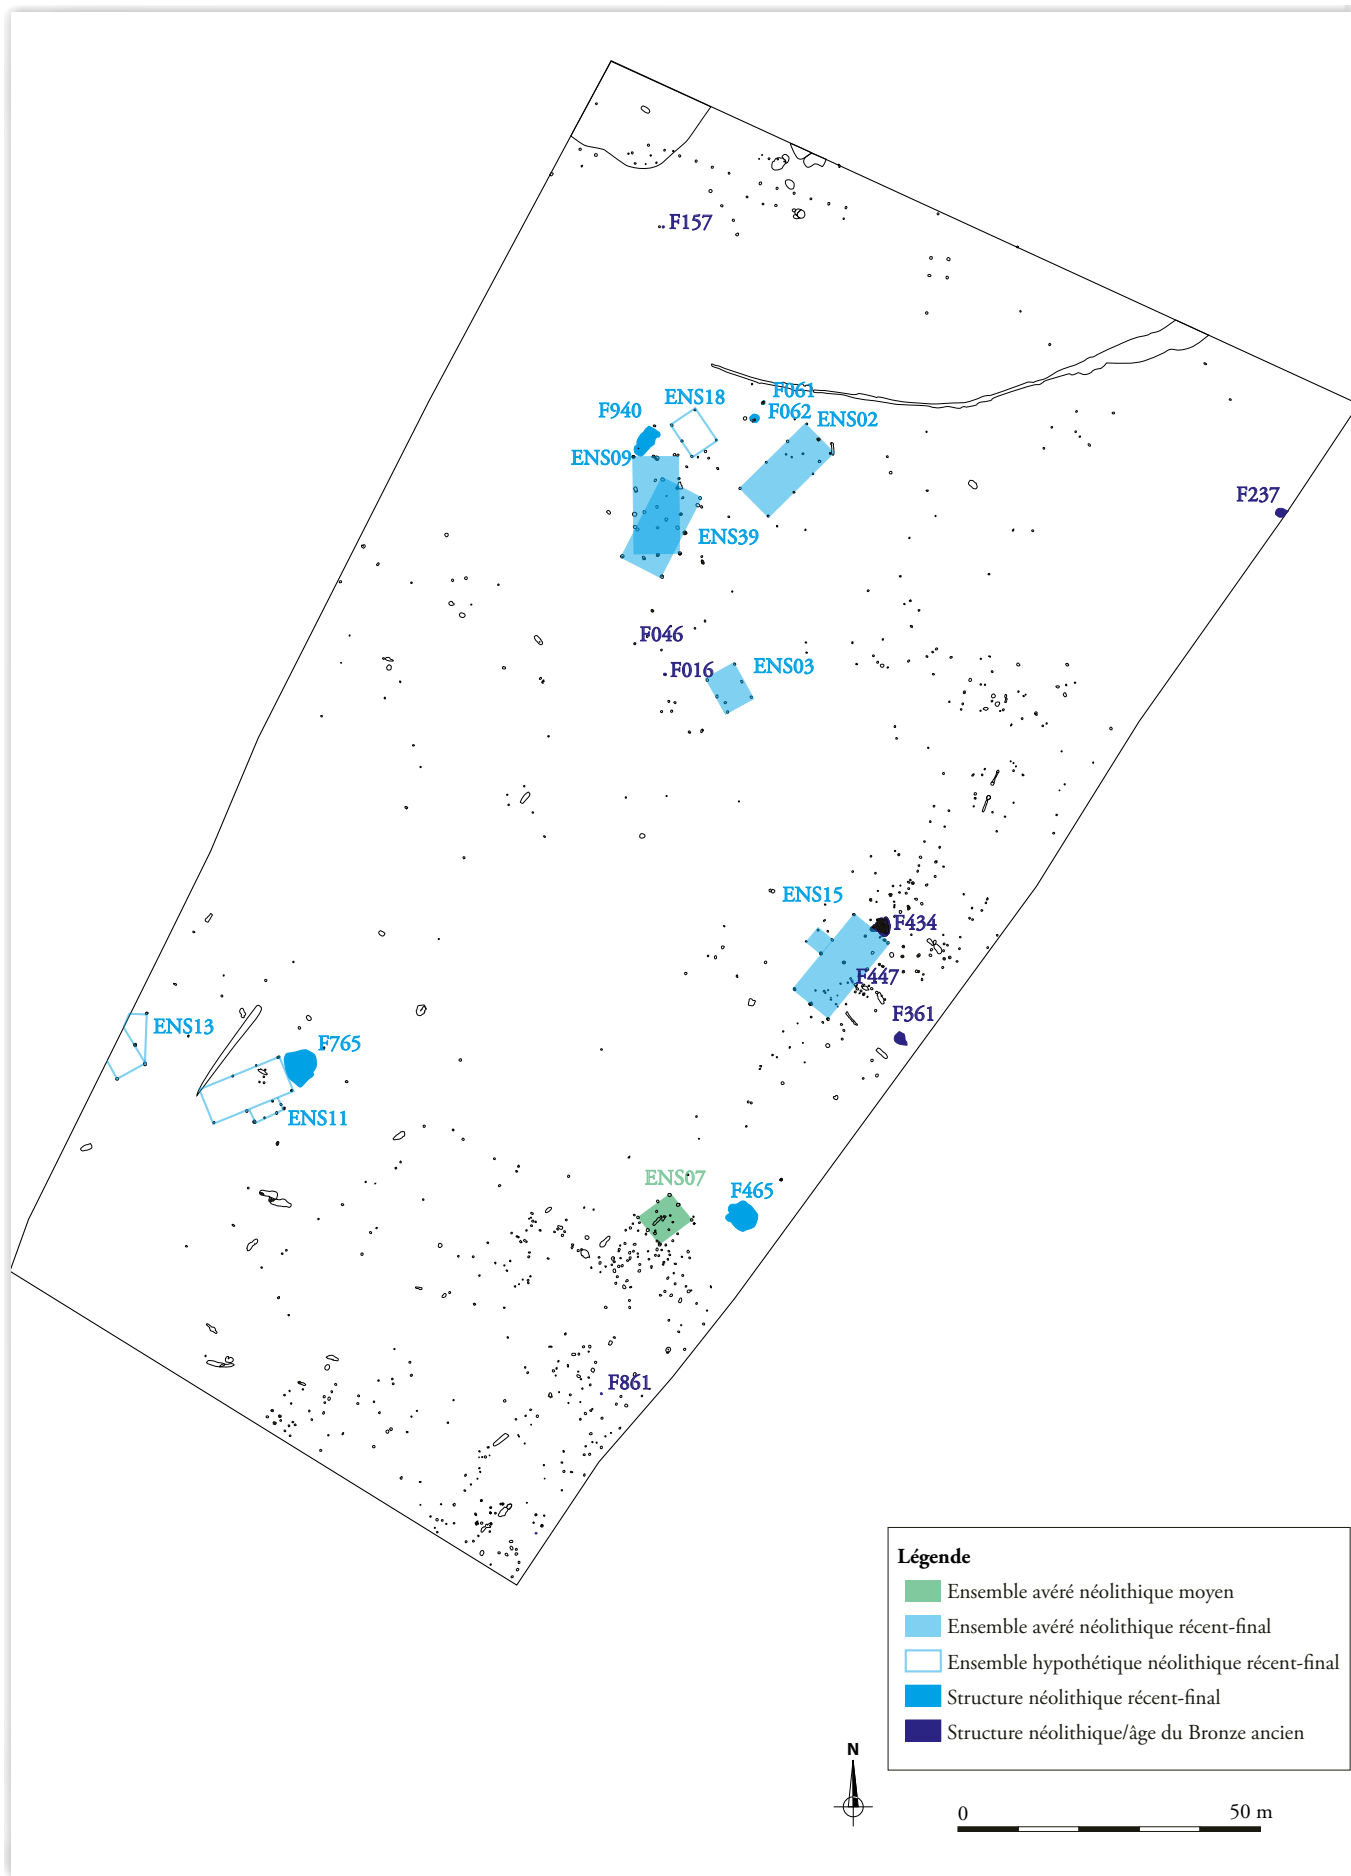 F157
F061
ENS18
F940
F062
ENS02
ENS09
F237
ENS39
F046
F016
ENS03
ENS15
F434
F447
F361
ENS13
F765
ENS11
ENS07
F465
F861
Légende
Ensemble avéré néolithique moyen
Ensemble avéré néolithique récent-final
Ensemble hypothétique néolithique récent-final
Structure néolithique récent-final
Structure néolithique/âge du Bronze ancien
N
0 50 m